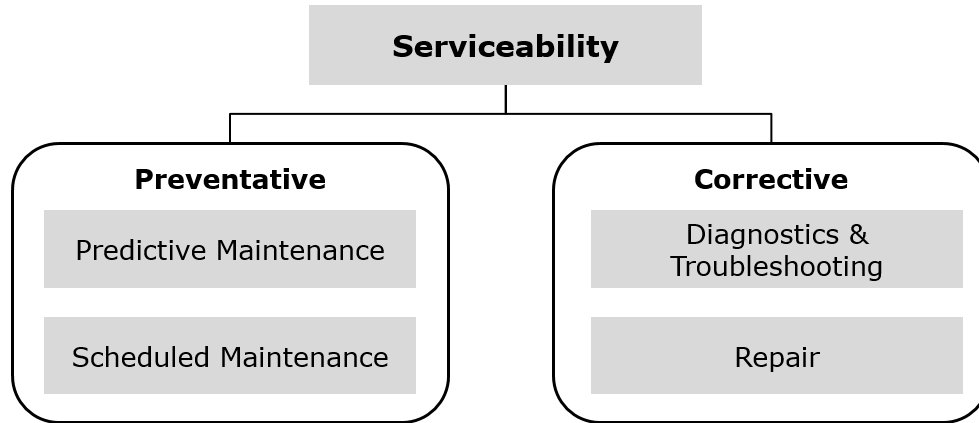 Serviceability
Preventative
Predictive Maintenance
Scheduled Maintenance
Corrective
Diagnostics &
Troubleshooting
Repair